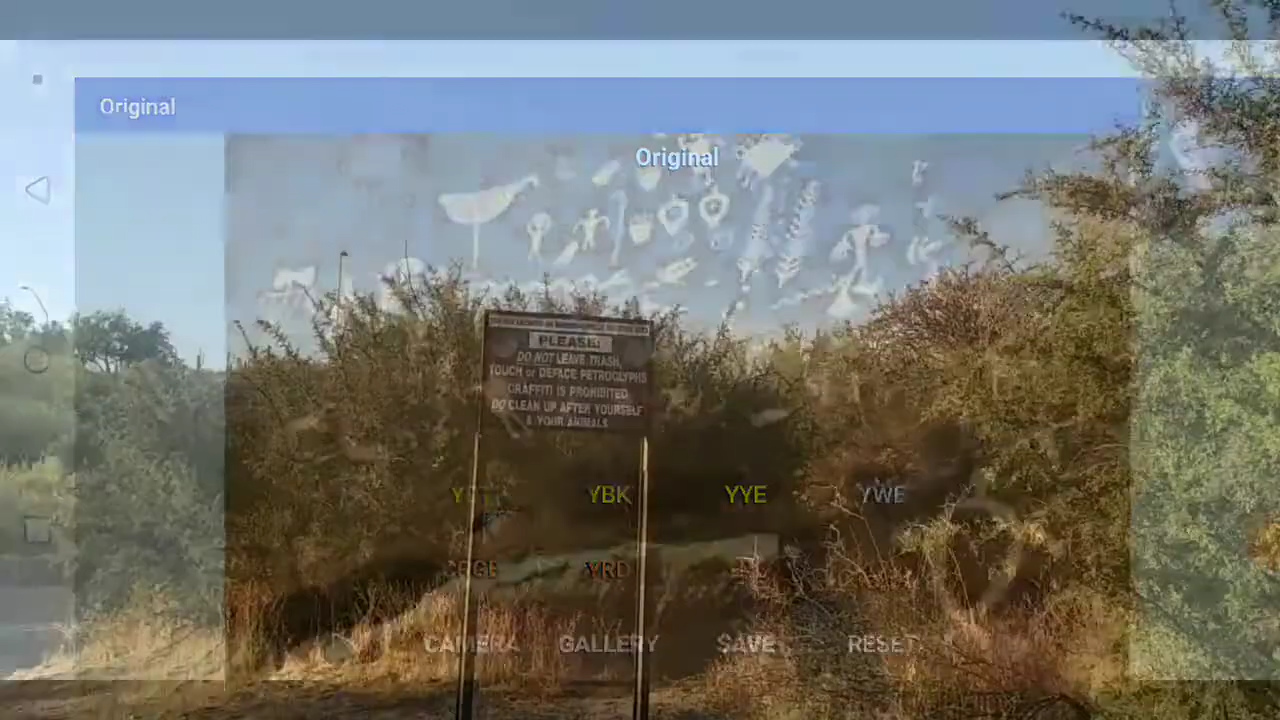 Original
Original
PLEASE:
DO NOT LEAVE TRASH,
TOUCH or DEFACE PETROGLYPHS
GRAFFITI IS PROHIBITED
DO CLEAN UP AFTER YOURSELF
& YOUR ANIMALS
YBK YYE YWE
YRD
CAMERA GALLERY SAVE RESET